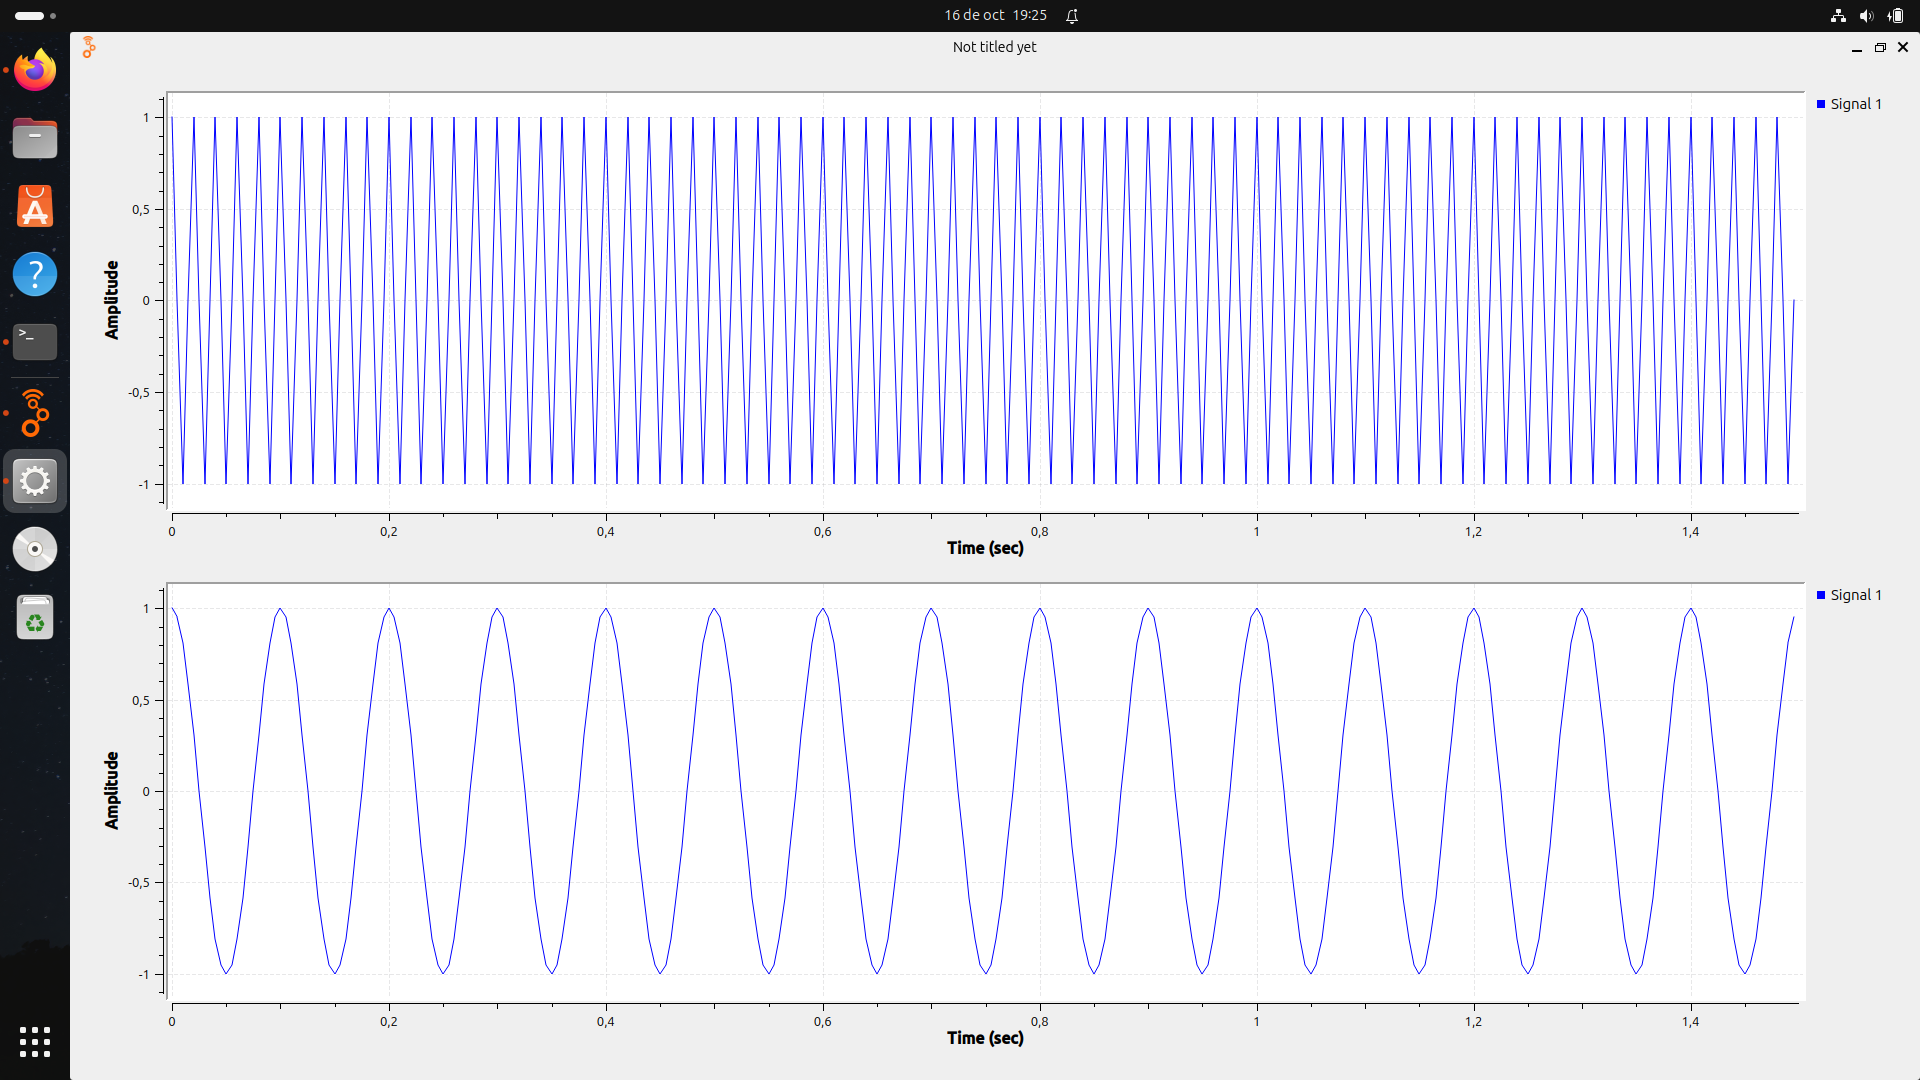 16 de oct 19:25
Not titled yet
Signal 1
Amplitude
1
0,5
0
-0,5
-1
0 0,2 0,4 0,6 0,8 1 1,2 1,4
Time (sec)
Signal 1
Amplitude
1
0,5
0
-0,5
-1
0 0,2 0,4 0,6 0,8 1 1,2 1,4
Time (sec)